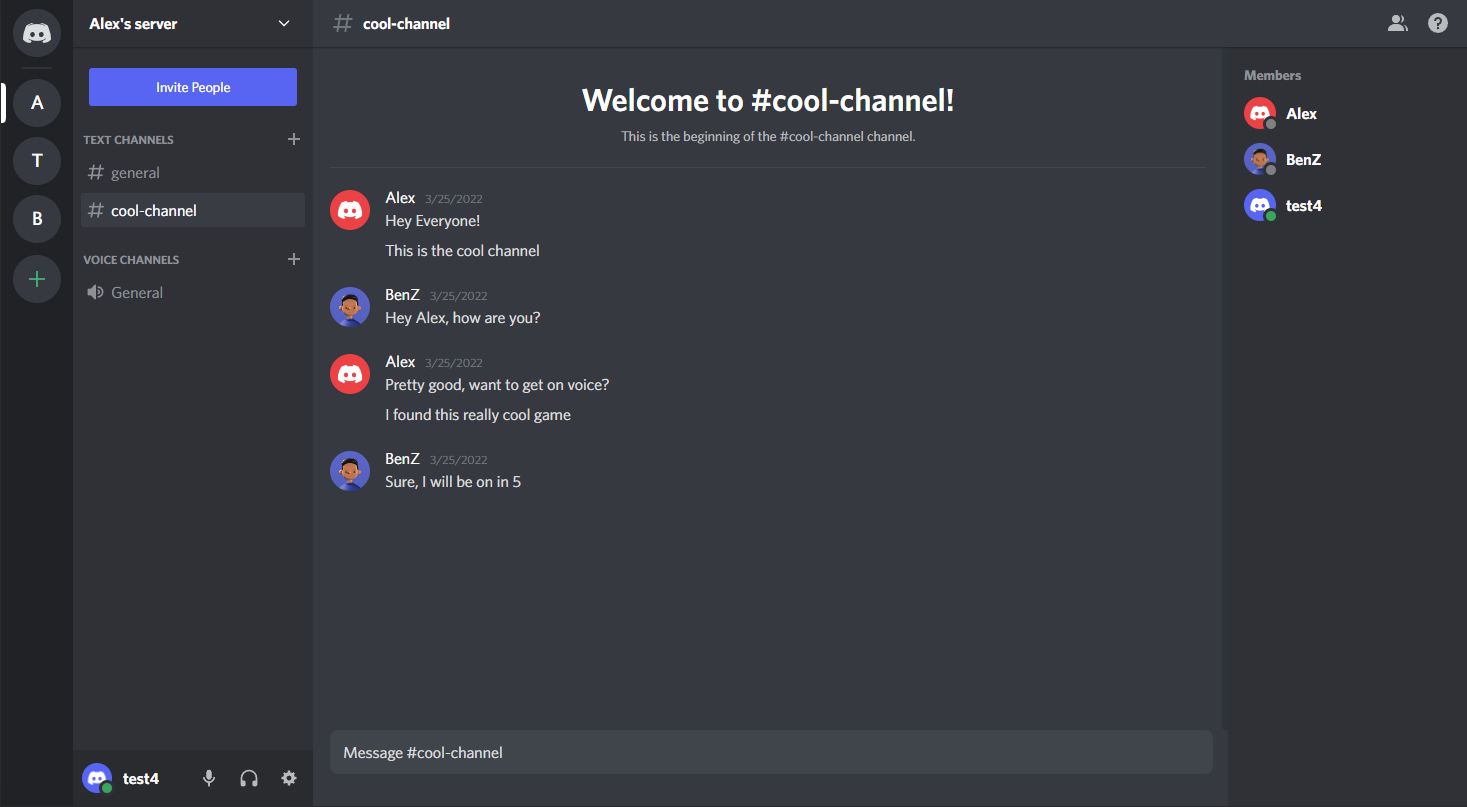 Alex's server
cool-channel
Invite People
TEXT CHANNELS
general
cool-channel
VOICE CHANNELS
General
A
T
B
Welcome to #cool-channel!
This is the beginning of the #cool-channel channel.
Alex 3/25/2022
Hey Everyone!
This is the cool channel
BenZ 3/25/2022
Hey Alex, how are you?
Alex 3/25/2022
Pretty good, want to get on voice?
I found this really cool game
BenZ 3/25/2022
Sure, I will be on in 5
Message #cool-channel
Members
Alex
BenZ
test4
test4